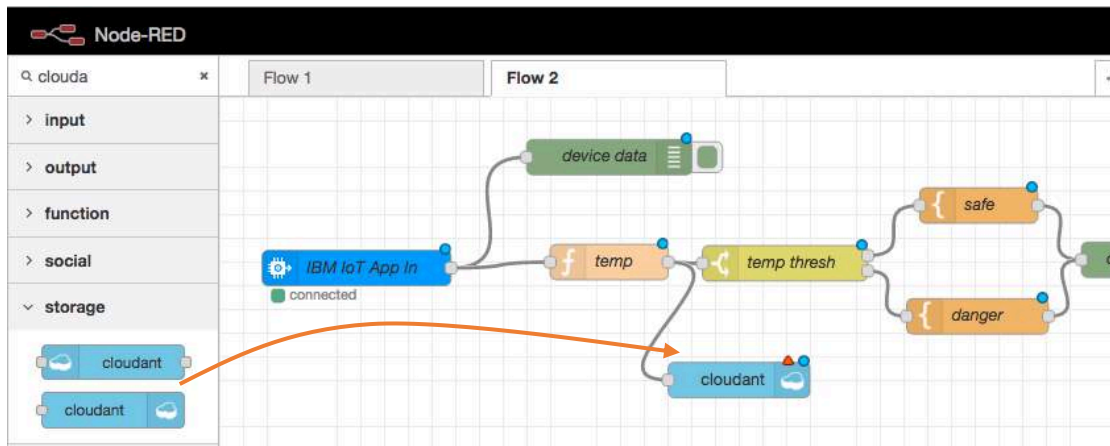 Node-RED
clouda
Flow 1
Flow 2
input
output
function
social
storage
cloudant
cloudant
device data
IBM IoT App In
connected
temp
temp thresh
safe
danger
cloudant